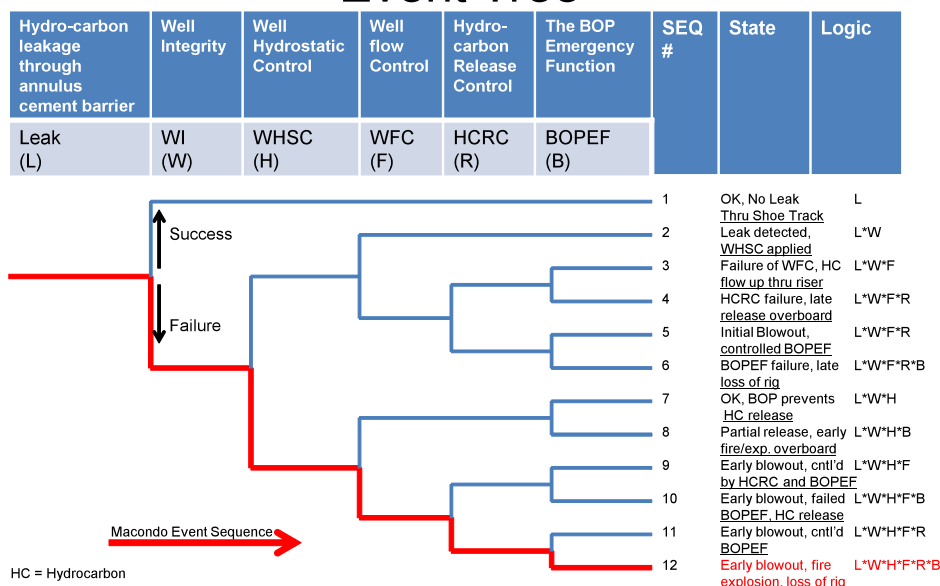 Event Tree
Hydro-carbon
leakage
through
annulus
cement barrier
Well
Integrity
Well
Hydrostatic
Control
Well
flow
Control
Hydro-
carbon
Release
Control
The BOP
Emergency
Function
SEQ
#
State
Logic
Leak
(L)
WI
(W)
WHSC
(H)
WFC
(F)
HCRC
(R)
BOPEF
(B)
Success
Failure
1 OK, No Leak L
Thru Shoe Track
2 Leak detected, L*W
WHSC applied
3 Failure of WFC, HC L*W*F
flow up thru riser
4 HCRC failure, late L*W*F*R
release overboard
5 Initial Blowout, L*W*F*R
controlled BOPEF
6 BOPEF failure, late L*W*F*R*B
loss of rig
7 OK, BOP prevents L*W*H
HC release
8 Partial release, early L*W*H*B
fire/exp. overboard
9 Early blowout, cntl'd L*W*H*F
by HCRC and BOPEF
10 Early blowout, failed L*W*H*F*B
BOPEF, HC release
11 Early blowout, cntl'd L*W*H*F*R
BOPEF
12 Early blowout, fire L*W*H*F*R*B
explosion, loss of rig
Macondo Event Sequence
HC = Hydrocarbon